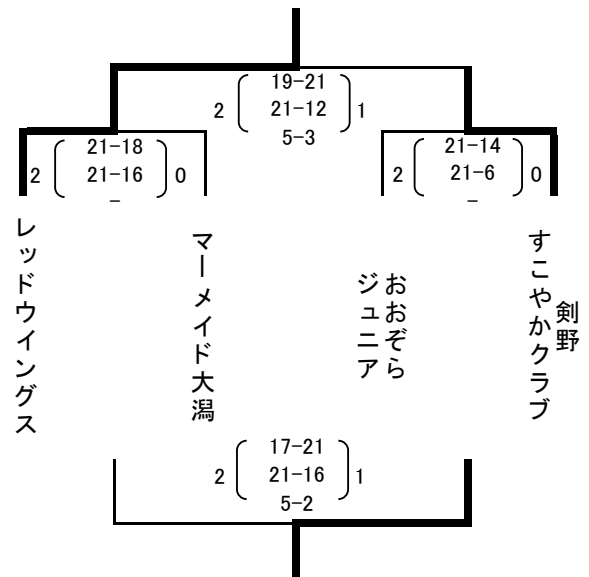 19-21
2 21-12 1
5-3
21-18
2 21-16 0
-
21-14
2 21-6 0
-
レッドウイングス
マーメイド大潟
おおぞら
ジュニア
剣野
すこやかクラブ
17-21
2 21-16 1
5-2